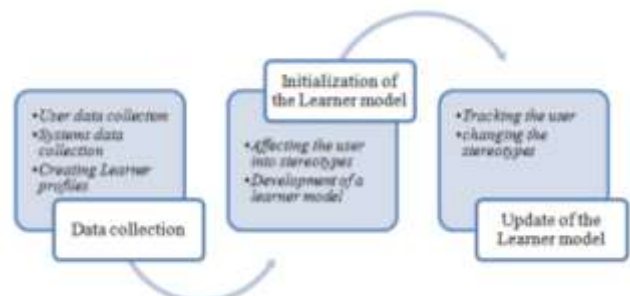 •User data collection
•Systems data
collection
•Creating Learner
profiles
Data collection
Initialization of
the Learner model
•Affecting the user
into stereotypes
•Development of a
learner model
•Tracking the user
•changing the
stereotypes
Update of the
Learner model